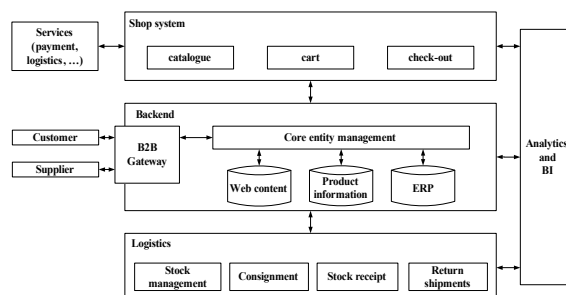 Shop system
Services
(payment,
logistics, …)
catalogue
cart
check-out
Backend
Customer
Supplier
B2B
Gateway
Core entity management
Web content
Product
information
ERP
Analytics
and
BI
Logistics
Stock
management
Consignment
Stock receipt
Return
shipments